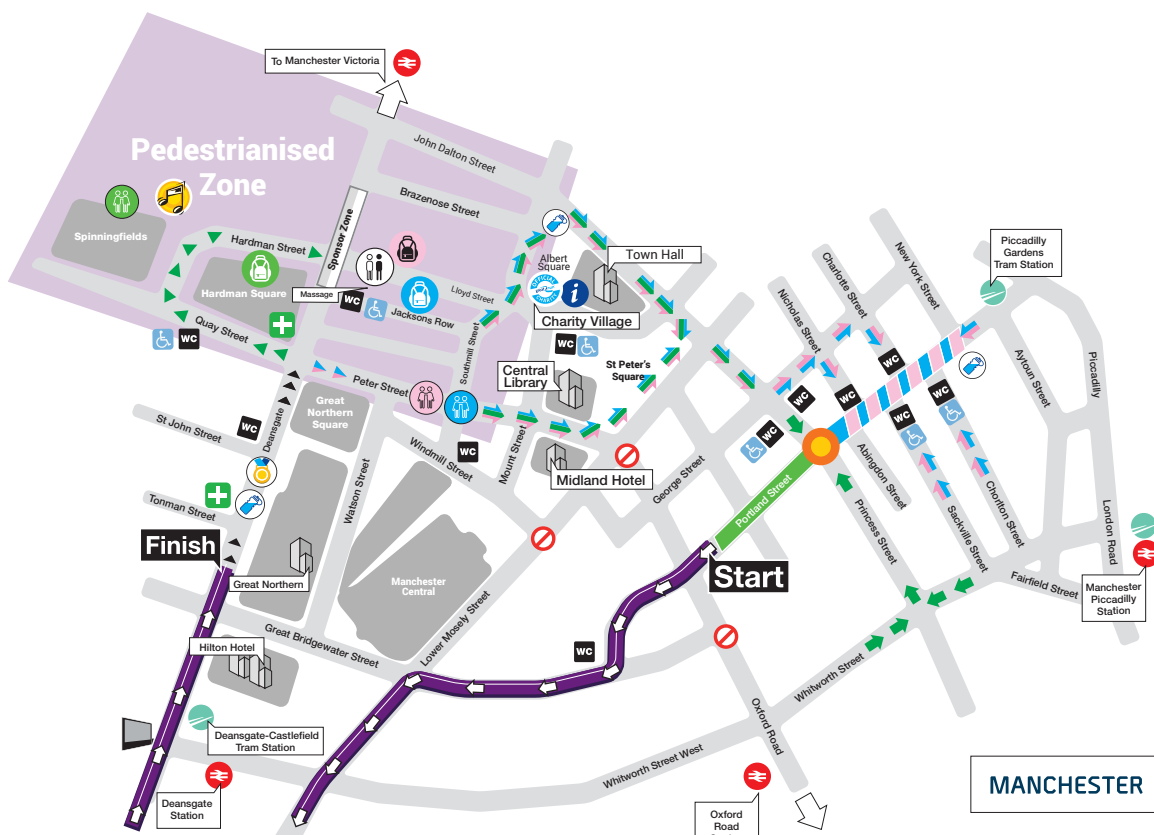 To Manchester Victoria
John Dalton Street
Pedestrianised
Zone
Brazenose Street
Spinningfields
Hardman Street
Sponsor Zone
Hardman Square
Massage
WC
Jacksons Row
Lloyd Street
Albert
Square
OFFICIAL
CHARITY
i
Town Hall
Charity Village
WC
Quay Street
WC
Peter Street
Southmill Street
Central
Library
St Peter's
Square
Nicholas Street
Charlotte Street
New York Street
Piccadilly
Gardens
Tram Station
Aytoun Street
Piccadilly
WC
WC
WC
WC
WC
WC
Great
Northern
Square
St John Street
WC
Deansgate
Windmill Street
WC
Mount Street
Midland Hotel
George Street
Portland Street
Abingdon Street
Princess Street
Sackville Street
Chorlton Street
London Road
Fairfield Street
Manchester
Piccadilly
Station
Tonman Street
Watson Street
Finish
Great Northern
Manchester
Central
Start
Lower Mosely Street
Great Bridgewater Street
Hilton Hotel
WC
Whitworth Street
Oxford Road
Deansgate-Castlefield
Tram Station
Whitworth Street West
Deansgate
Station
Oxford
Road
MANCHESTER